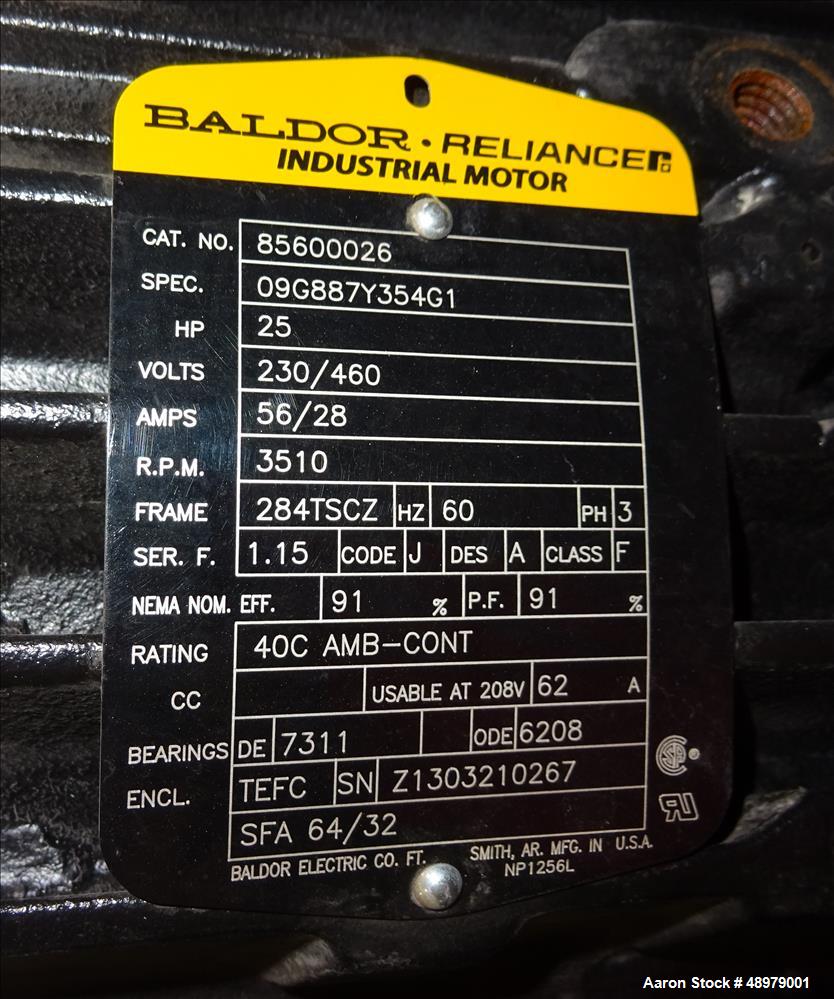 BALDOR • RELIANCER
INDUSTRIAL MOTOR
CAT. NO. 85600026
SPEC. 09G887Y354G1
HP 25
VOLTS 230/460
AMPS 56/28
R.P.M. 3510
FRAME 284TSCZ HZ 60 PH 3
SER. F. 1.15 CODE J DES A CLASS F
NEMA NOM. EFF. 91 % P.F. 91 %
RATING 40C AMB-CONT
CC USABLE AT 208V 62 A
BEARINGS DE 7311 ODE 6208
ENCL. TEFC SN Z1303210267
SFA 64/32
BALDOR ELECTRIC CO. FT. SMITH, AR. MFG. IN U.S.A.
NP1256L
Aaron Stock # 48979001